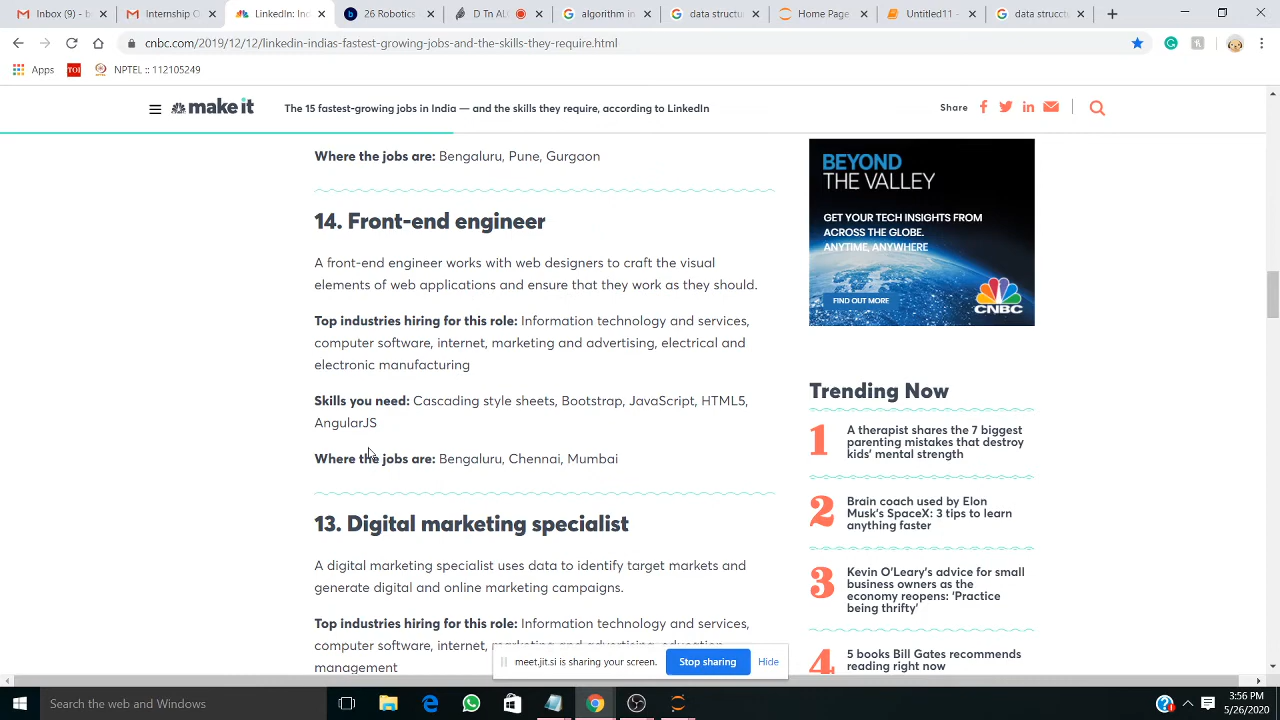 Inbox (9) - b
Internship O
LinkedIn: In
26 Robotics
D Tal
algorithm in
data structu
Home Page
Untitled11 -
data structu
cnbc.com/2019/12/12/linkedin-indias-fastest-growing-jobs-and-the-skills-they-require.html
Apps
TOI
NPTEL :: 112105249
make it
The 15 fastest-growing jobs in India — and the skills they require, according to LinkedIn
Share
Where the jobs are: Bengaluru, Pune, Gurgaon
14. Front-end engineer
A front-end engineer works with web designers to craft the visual
elements of web applications and ensure that they work as they should.
Top industries hiring for this role: Information technology and services,
computer software, internet, marketing and advertising, electrical and
electronic manufacturing
Skills you need: Cascading style sheets, Bootstrap, JavaScript, HTML5,
AngularJS
Where the jobs are: Bengaluru, Chennai, Mumbai
13. Digital marketing specialist
A digital marketing specialist uses data to identify target markets and
generate digital and online marketing campaigns.
Top industries hiring for this role: Information technology and services,
computer software, internet, marketing and advertising, education
management
BEYOND
THE VALLEY
GET YOUR TECH INSIGHTS FROM
ACROSS THE GLOBE.
ANYTIME, ANYWHERE
FIND OUT MORE
CNBC
Trending Now
1
A therapist shares the 7 biggest
parenting mistakes that destroy
kids' mental strength
2
Brain coach used by Elon
Musk's SpaceX: 3 tips to learn
anything faster
3
Kevin O'Leary's advice for small
business owners as the
economy reopens: 'Practice
being thrifty'
4
5 books Bill Gates recommends
reading right now
meet.jit.si is sharing your screen.
Stop sharing
Hide
Search the web and Windows
3:56 PM
5/26/2020